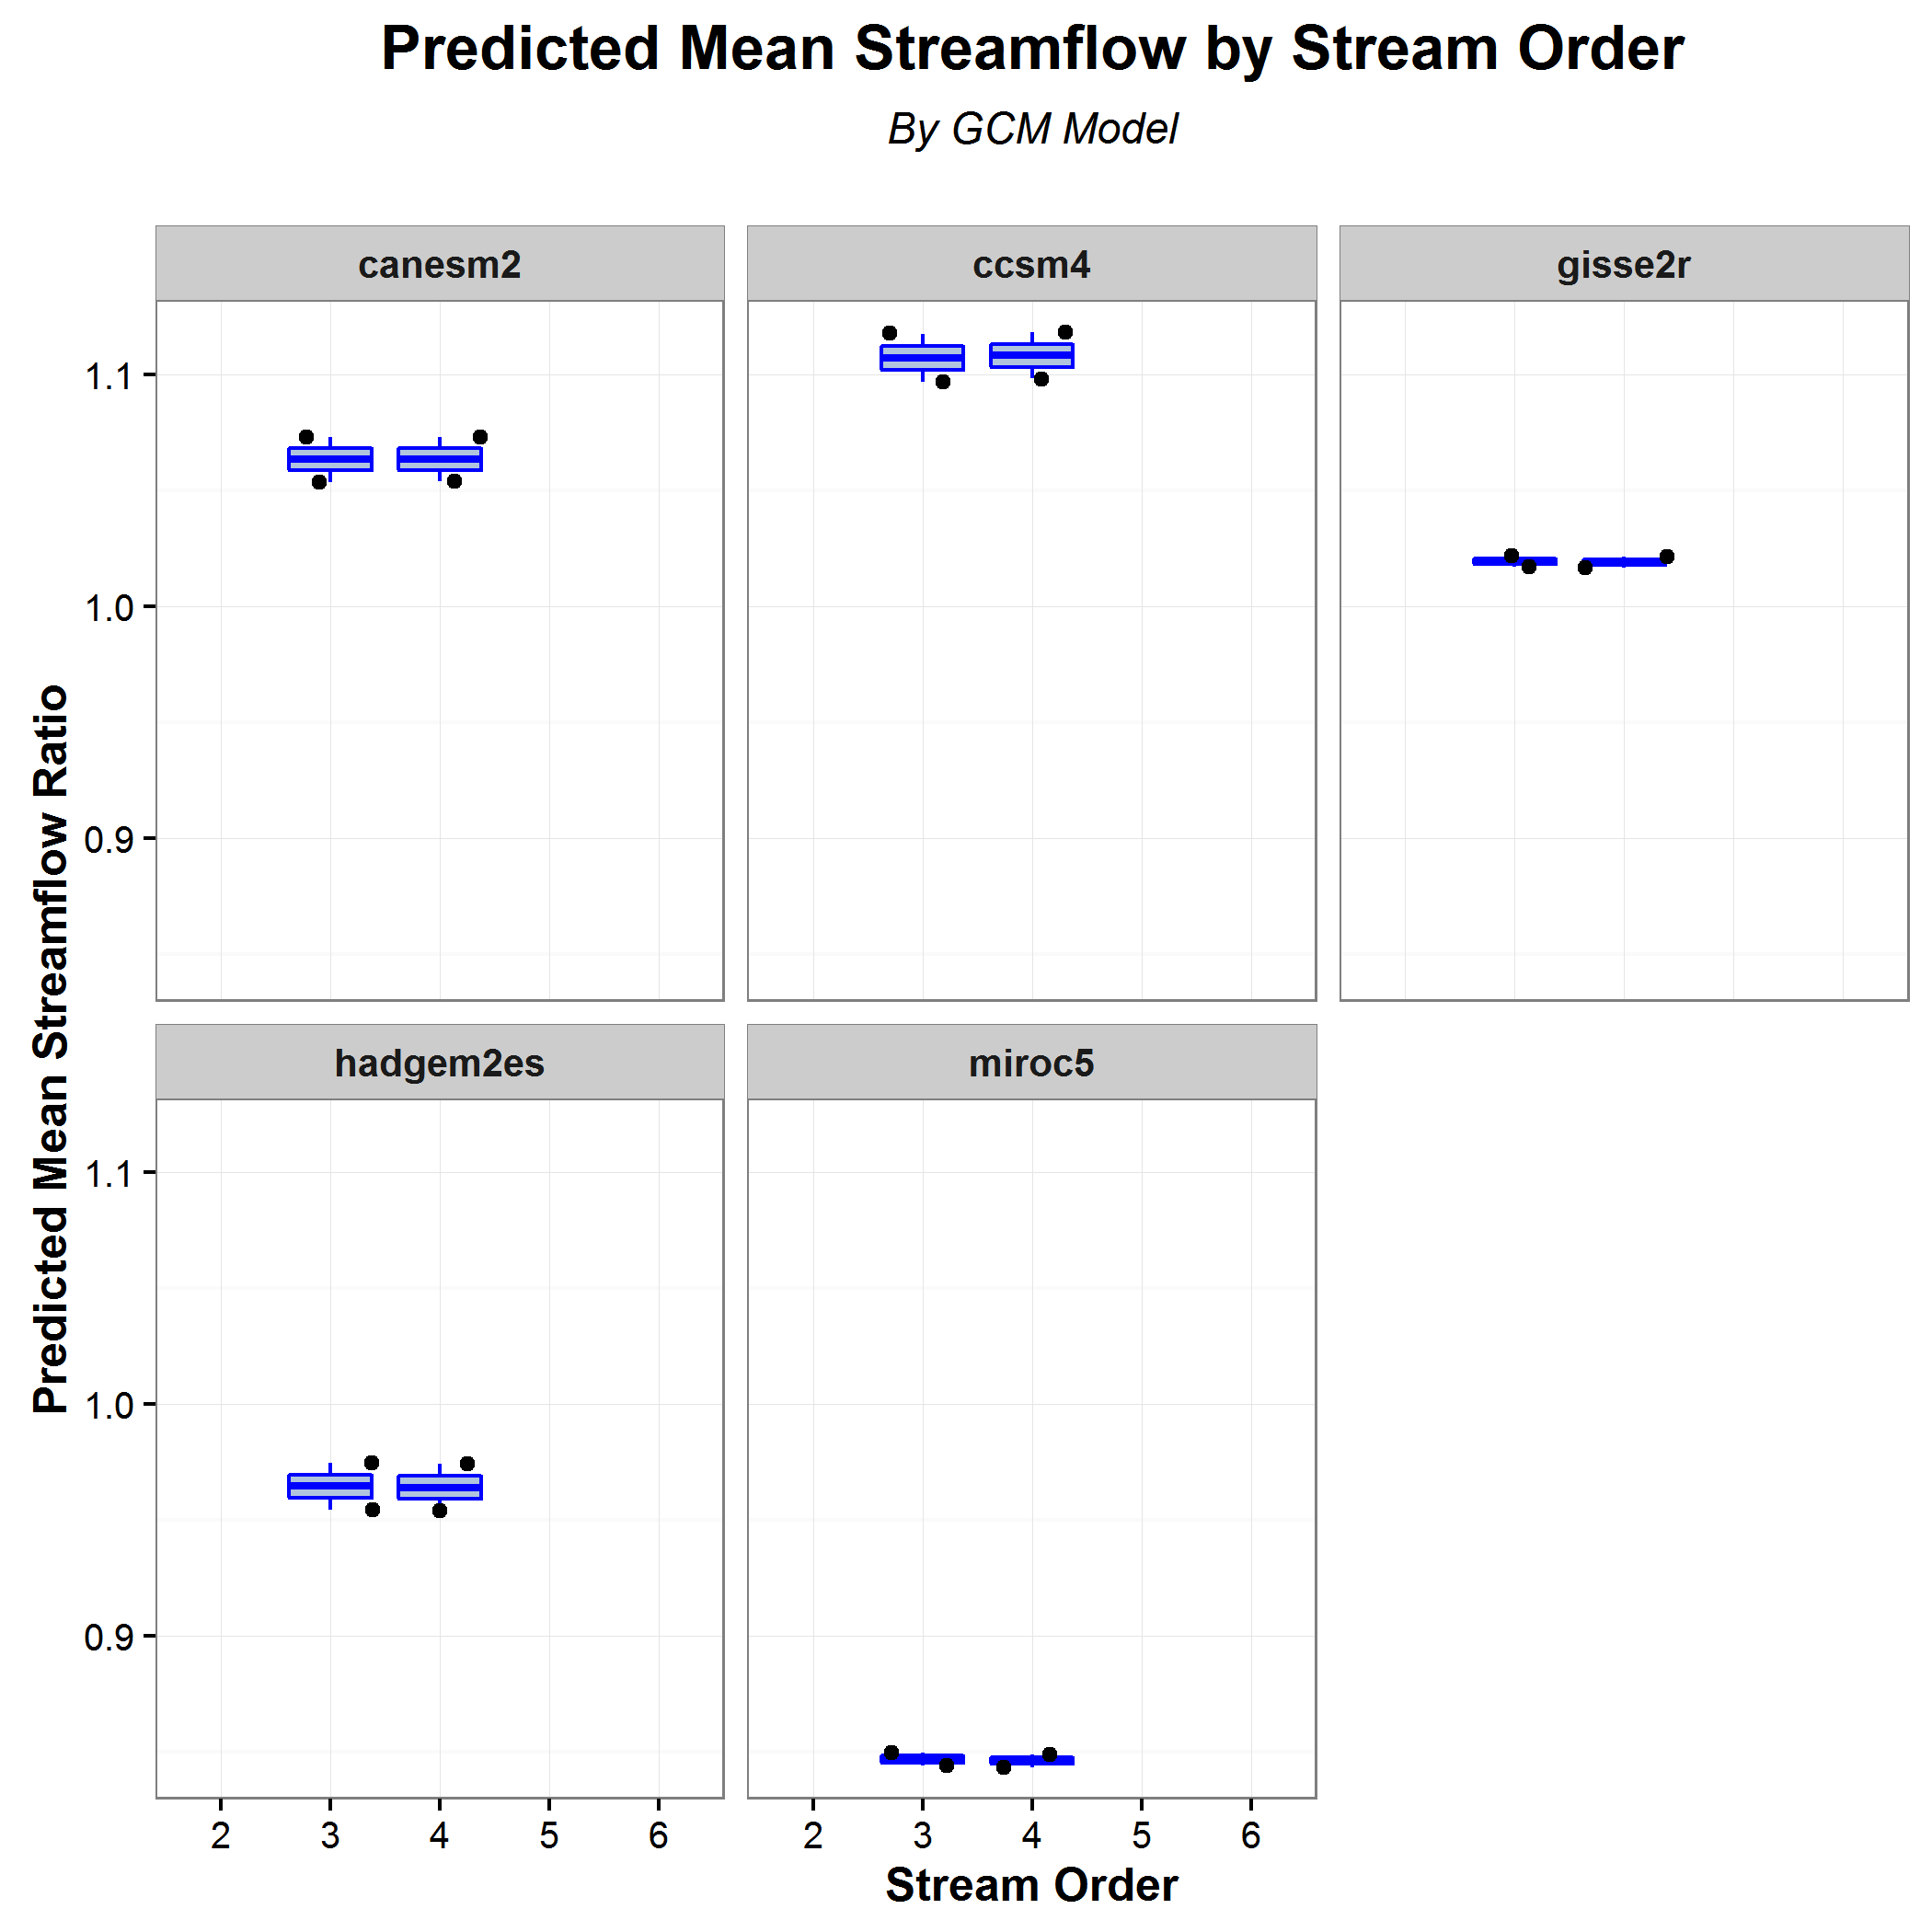 Predicted Mean Streamflow by Stream Order
By GCM Model
canesm2
ccsm4
gisse2r
1.1
1.0
0.9
Predicted Mean Streamflow Ratio
hadgem2es
miroc5
1.1
1.0
0.9
2 3 4 5 6
2 3 4 5 6
Stream Order